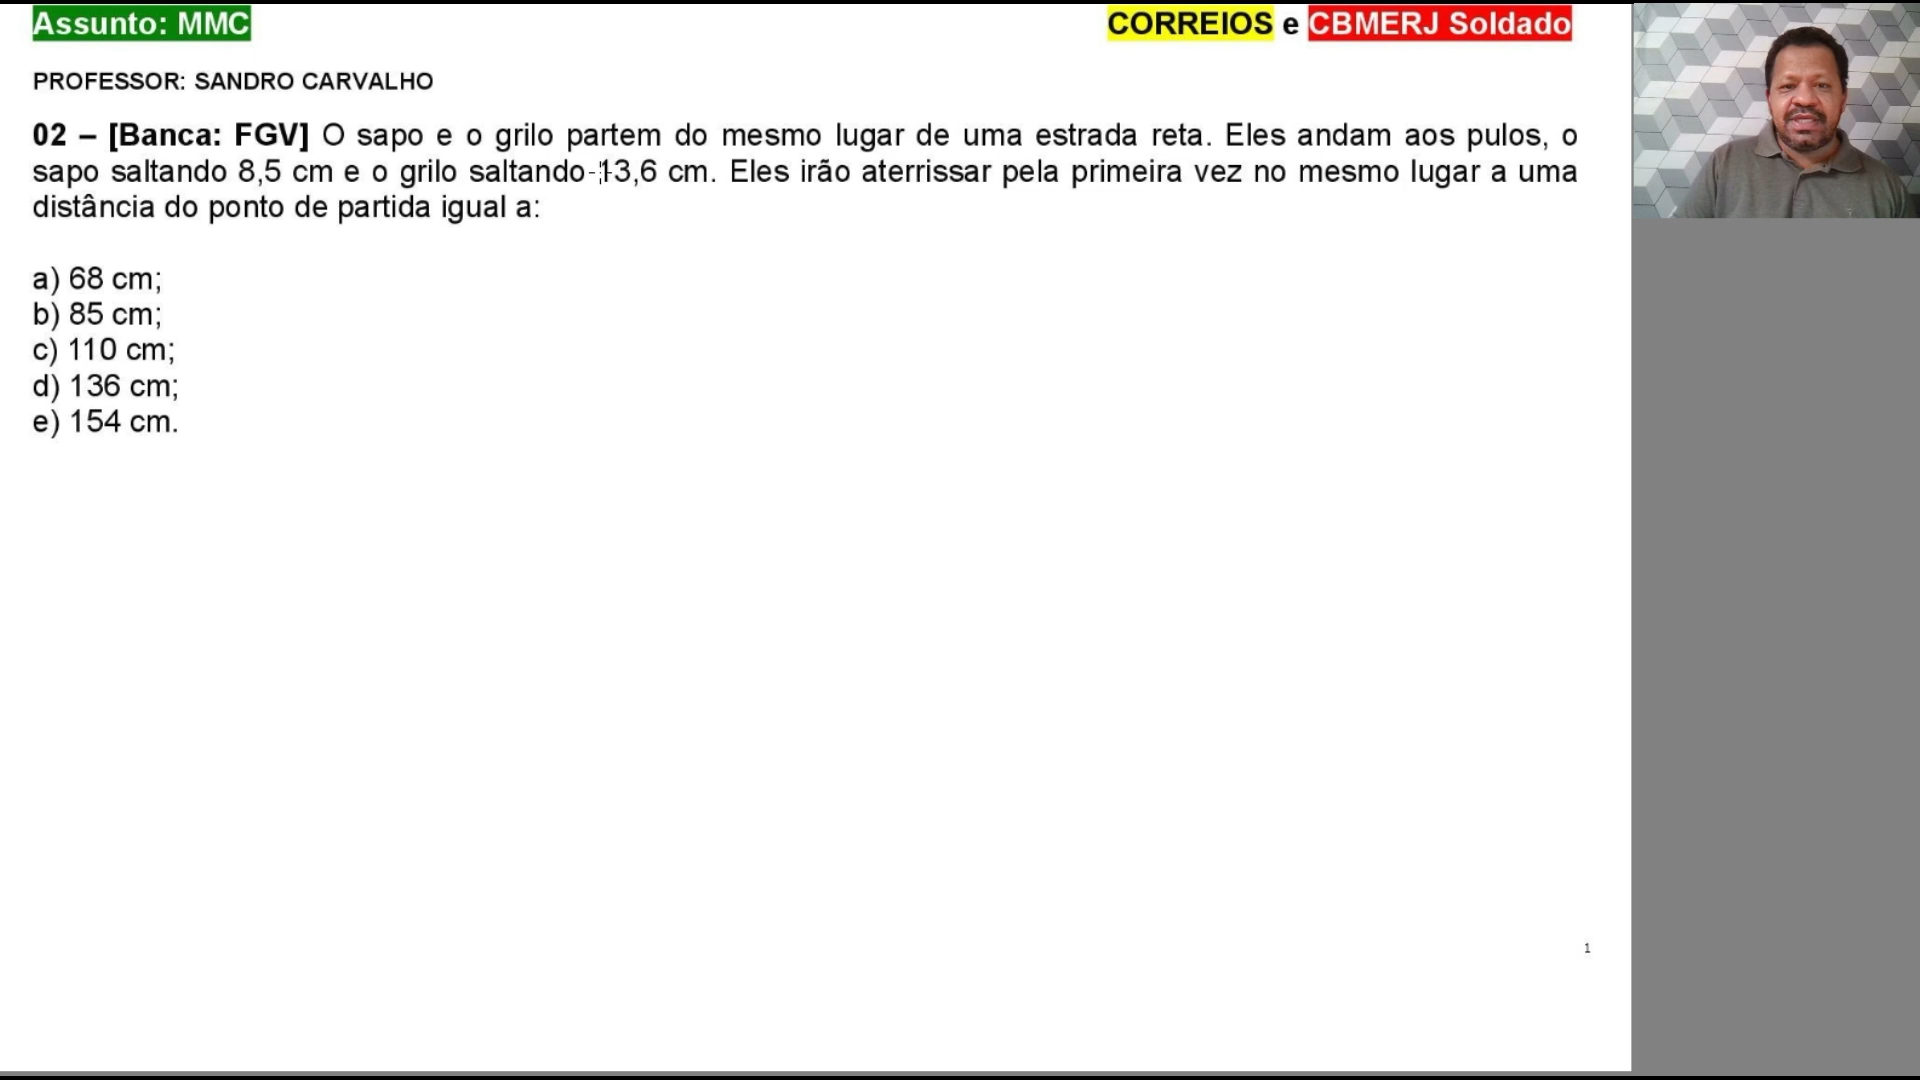 Assunto: MMC
CORREIOS e CBMERJ Soldado
PROFESSOR: SANDRO CARVALHO
02 – [Banca: FGV] O sapo e o grilo partem do mesmo lugar de uma estrada reta. Eles andam aos pulos, o
sapo saltando 8,5 cm e o grilo saltando 13,6 cm. Eles irão aterrissar pela primeira vez no mesmo lugar a uma
distância do ponto de partida igual a:
a) 68 cm;
b) 85 cm;
c) 110 cm;
d) 136 cm;
e) 154 cm.
1